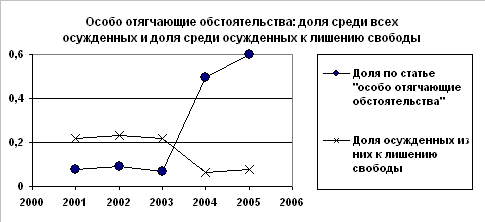 Особо отягчающие обстоятельства: доля среди всех
осужденных и доля среди осужденных к лишению свободы
0,6
0,4
0,2
0
2000 2001 2002 2003 2004 2005 2006
Доля по статье
"особо отягчающие
обстоятельства"
Доля осужденных из
них к лишению
свободы